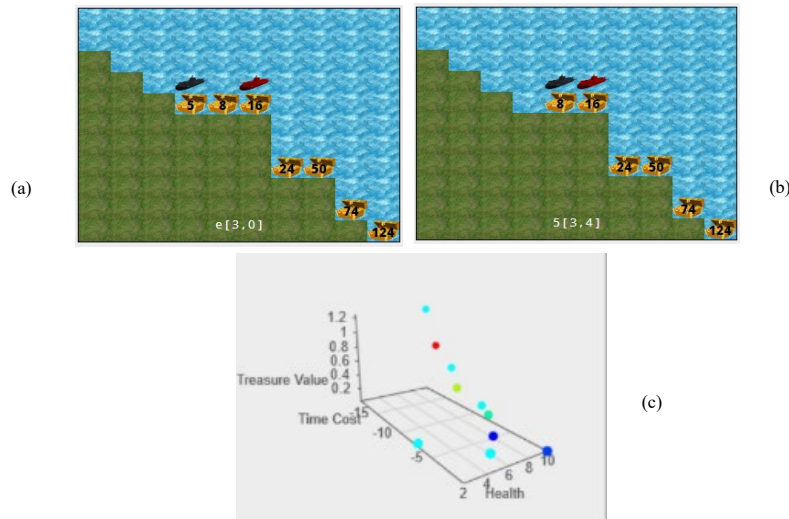 5 8 16
24 50
74
124
e[3,0]
(a)
8 16
24 50
74
124
5[3,4]
(b)
1.2
1
0.8
0.6
0.4
0.2
Treasure Value
Time Cost
-15
-10
-5
2 4 6 8 10
Health
(c)